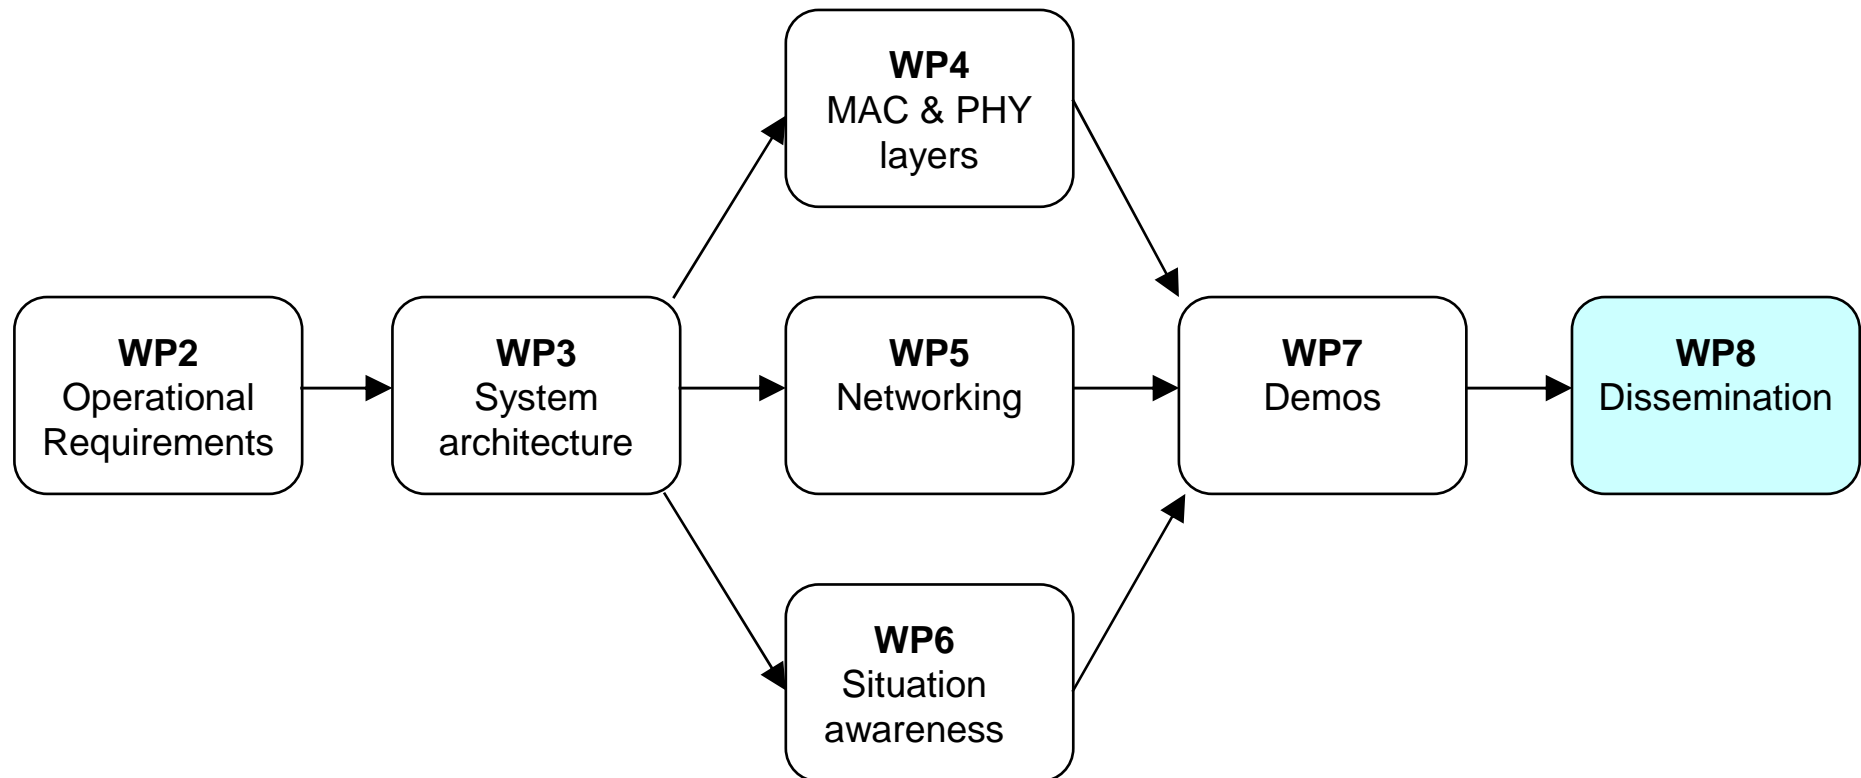 WP4
MAC & PHY
layers
WP2
Operational
Requirements
WP3
System
architecture
WP5
Networking
WP7
Demos
WP8
Dissemination
WP6
Situation
awareness